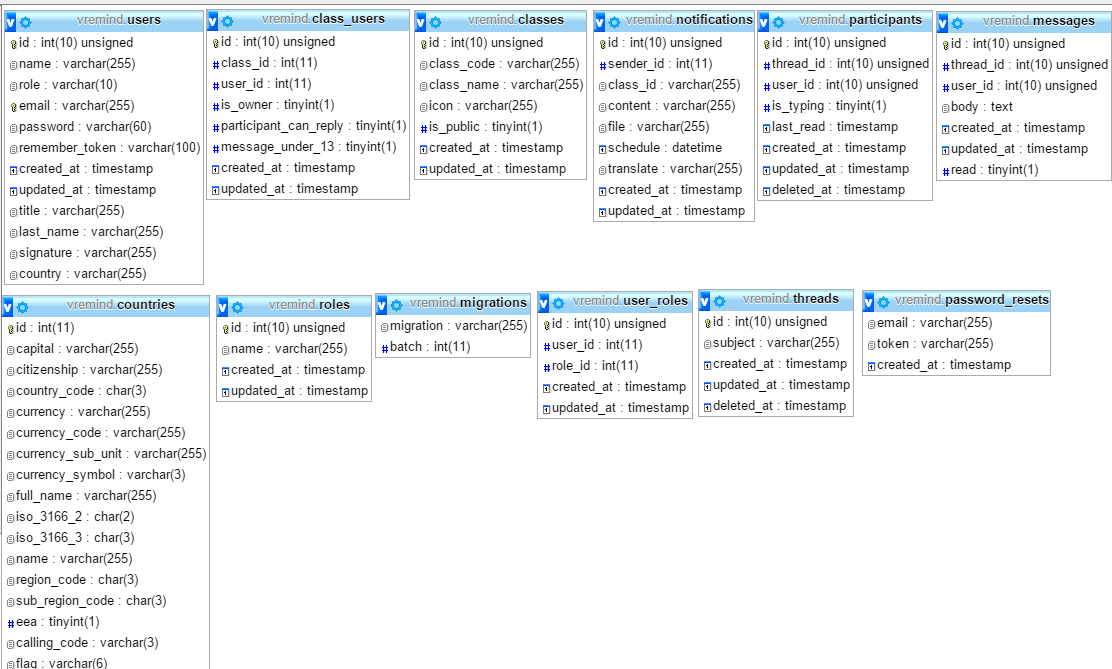 vremind.users
id : int(10) unsigned
name : varchar(255)
role : varchar(10)
email : varchar(255)
password : varchar(60)
remember_token : varchar(100)
created_at : timestamp
updated_at : timestamp
title : varchar(255)
last_name : varchar(255)
signature : varchar(255)
country : varchar(255)
vremind.class_users
id : int(10) unsigned
class_id : int(11)
user_id : int(11)
is_owner : tinyint(1)
participant_can_reply : tinyint(1)
message_under_13 : tinyint(1)
created_at : timestamp
updated_at : timestamp
vremind.classes
id : int(10) unsigned
class_code : varchar(255)
class_name : varchar(255)
icon : varchar(255)
is_public : tinyint(1)
created_at : timestamp
updated_at : timestamp
vremind.notifications
id : int(10) unsigned
sender_id : int(11)
class_id : varchar(255)
content : varchar(255)
file : varchar(255)
schedule : datetime
translate : varchar(255)
created_at : timestamp
updated_at : timestamp
vremind.participants
id : int(10) unsigned
thread_id : int(10) unsigned
user_id : int(10) unsigned
is_typing : tinyint(1)
last_read : timestamp
created_at : timestamp
updated_at : timestamp
deleted_at : timestamp
vremind.messages
id : int(10) unsigned
thread_id : int(10) unsigned
user_id : int(10) unsigned
body : text
created_at : timestamp
updated_at : timestamp
read : tinyint(1)
vremind.countries
id : int(11)
capital : varchar(255)
citizenship : varchar(255)
country_code : char(3)
currency : varchar(255)
currency_code : varchar(255)
currency_sub_unit : varchar(255)
currency_symbol : varchar(3)
full_name : varchar(255)
iso_3166_2 : char(2)
iso_3166_3 : char(3)
name : varchar(255)
region_code : char(3)
sub_region_code : char(3)
eea : tinyint(1)
calling_code : varchar(3)
flag : varchar(6)
vremind.roles
id : int(10) unsigned
name : varchar(255)
created_at : timestamp
updated_at : timestamp
vremind.migrations
migration : varchar(255)
batch : int(11)
vremind.user_roles
id : int(10) unsigned
user_id : int(11)
role_id : int(11)
created_at : timestamp
updated_at : timestamp
vremind.threads
id : int(10) unsigned
subject : varchar(255)
created_at : timestamp
updated_at : timestamp
deleted_at : timestamp
vremind.password_resets
email : varchar(255)
token : varchar(255)
created_at : timestamp